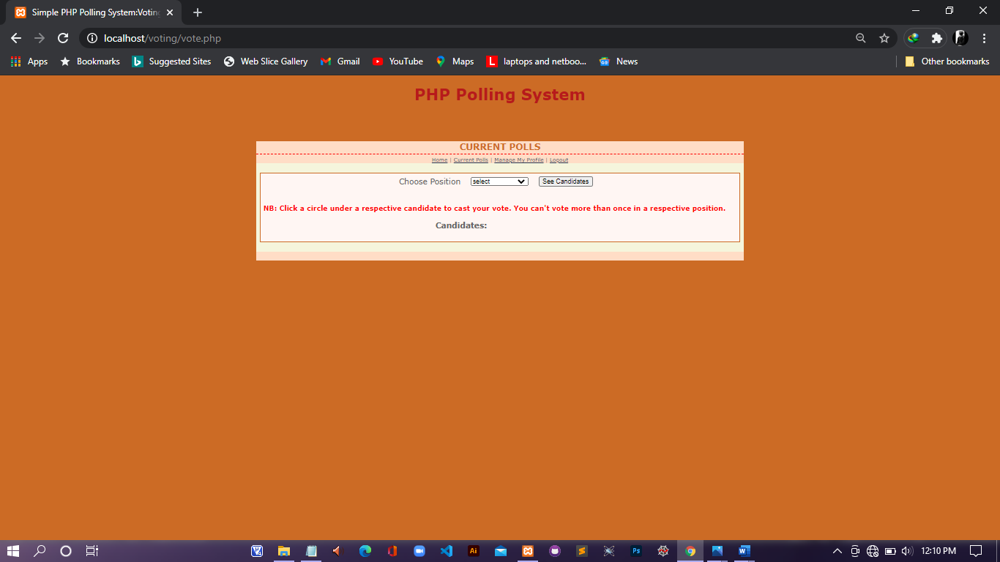 Simple PHP Polling System:Voting
localhost/voting/vote.php
Apps Bookmarks Suggested Sites Web Slice Gallery Gmail YouTube Maps laptops and netboo... News Other bookmarks
PHP Polling System
CURRENT POLLS
Home | Current Polls | Manage My Profile | Logout
Choose Position select See Candidates
NB: Click a circle under a respective candidate to cast your vote. You can't vote more than once in a respective position.
Candidates:
12:10 PM